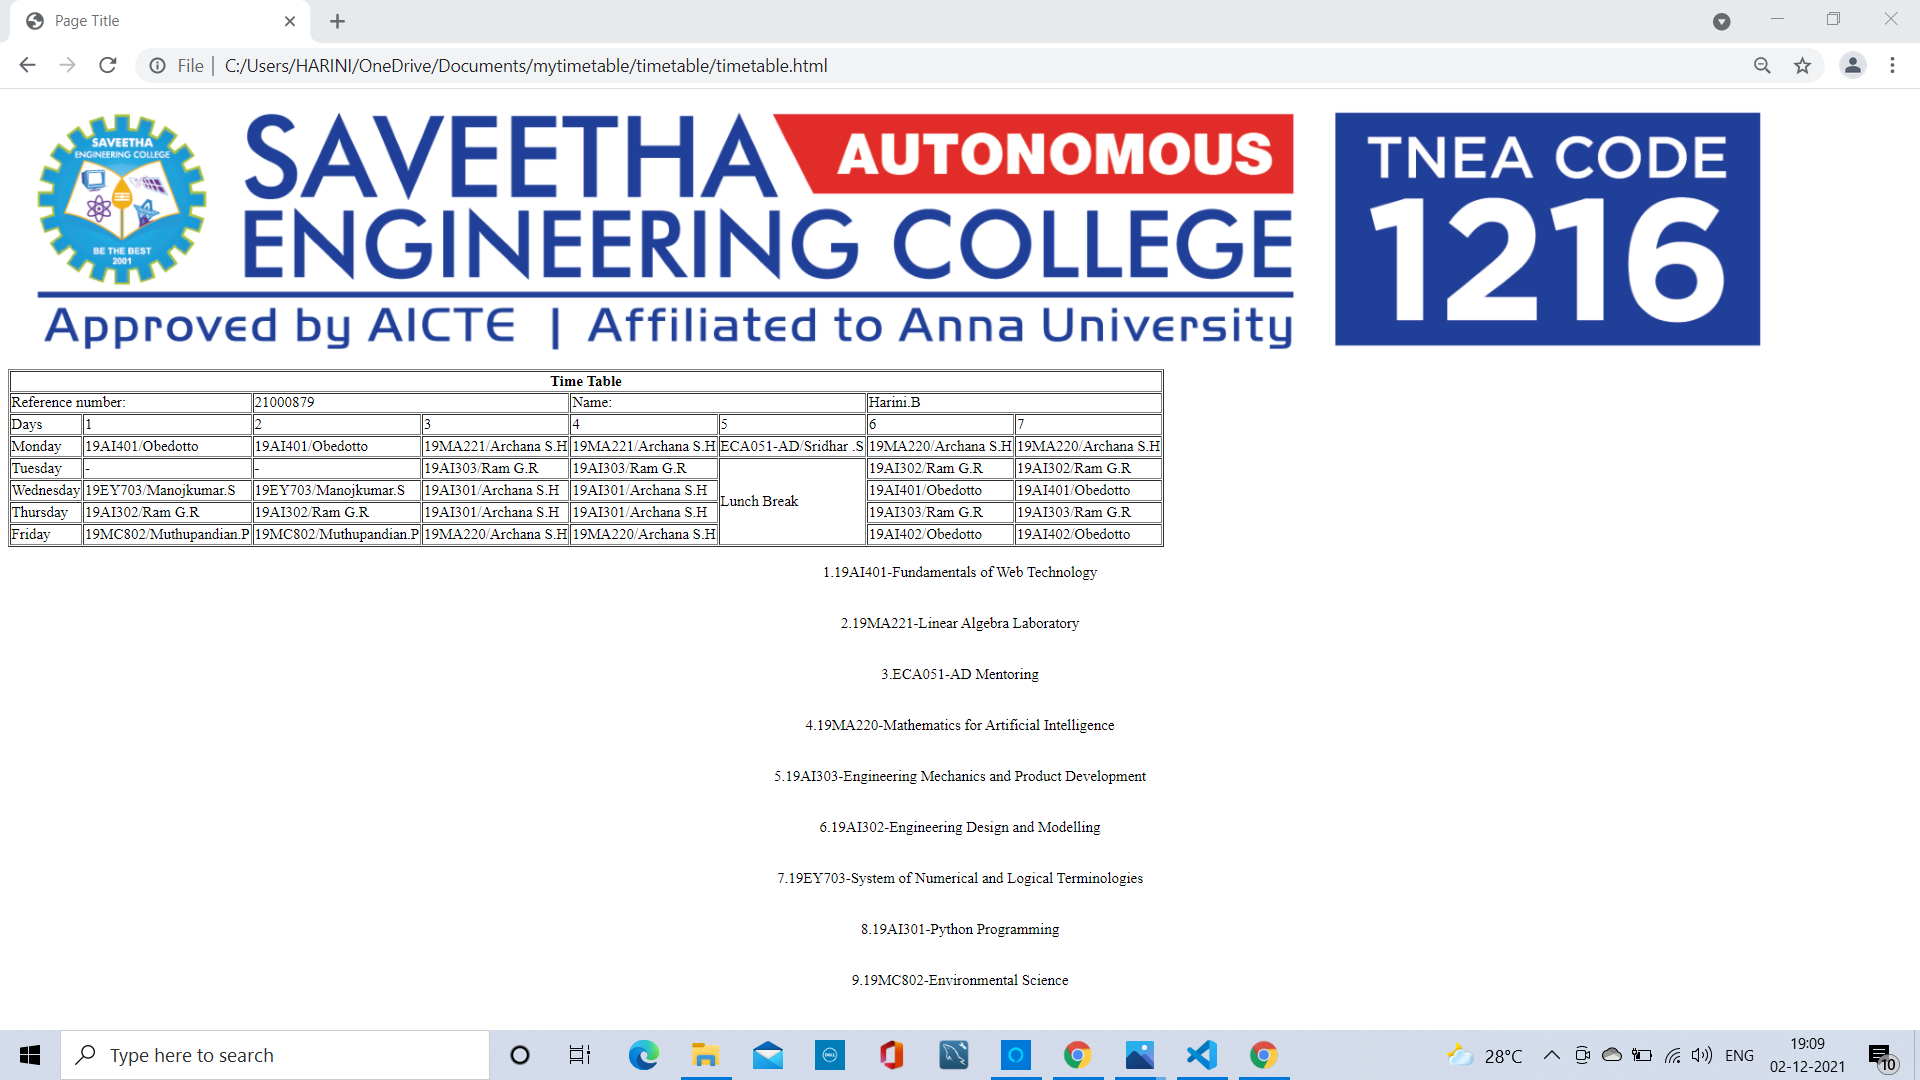 Page Title
File | C:/Users/HARINI/OneDrive/Documents/mytimetable/timetable/timetable.html
SAVEETHA
ENGINEERING COLLEGE
BE THE BEST
2001
SAVEETHA AUTONOMOUS
ENGINEERING COLLEGE
Approved by AICTE | Affiliated to Anna University
TNEA CODE
1216
Time Table
Reference number: 21000879 Name: Harini.B
Days 1 2 3 4 5 6 7
Monday 19AI401/Obedotto 19AI401/Obedotto 19MA221/Archana S.H 19MA221/Archana S.H ECA051-AD/Sridhar .S 19MA220/Archana S.H 19MA220/Archana S.H
Tuesday - - 19AI303/Ram G.R 19AI303/Ram G.R Lunch Break 19AI302/Ram G.R 19AI302/Ram G.R
Wednesday 19EY703/Manojkumar.S 19EY703/Manojkumar.S 19AI301/Archana S.H 19AI301/Archana S.H 19AI401/Obedotto 19AI401/Obedotto
Thursday 19AI302/Ram G.R 19AI302/Ram G.R 19AI301/Archana S.H 19AI301/Archana S.H 19AI303/Ram G.R 19AI303/Ram G.R
Friday 19MC802/Muthupandian.P 19MC802/Muthupandian.P 19MA220/Archana S.H 19MA220/Archana S.H 19AI402/Obedotto 19AI402/Obedotto
1.19AI401-Fundamentals of Web Technology
2.19MA221-Linear Algebra Laboratory
3.ECA051-AD Mentoring
4.19MA220-Mathematics for Artificial Intelligence
5.19AI303-Engineering Mechanics and Product Development
6.19AI302-Engineering Design and Modelling
7.19EY703-System of Numerical and Logical Terminologies
8.19AI301-Python Programming
9.19MC802-Environmental Science
Type here to search
DELL
28°C
ENG
19:09
02-12-2021
10